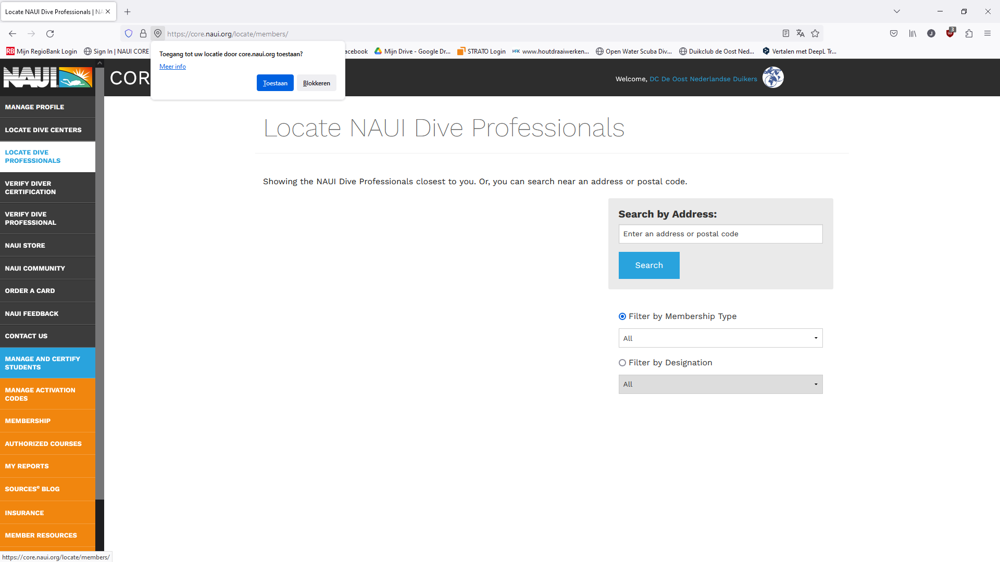 Locate NAUI Dive Professionals | NA
https://core.naui.org/locate/members/
3
J
RB Mijn RegioBank Login
Sign In | NAUI CORE
acebook
Mijn Drive - Google Dr...
STRATO Login
www.houtdraaiwerken...
Open Water Scuba Div...
Duikclub de Oost Ned...
Vertalen met DeepL Tr...
Toegang tot uw locatie door core.naui.org toestaan?
Meer info
Toestaan
Blokkeren
NAUI
COR
Welcome, DC De Oost Nederlandse Duikers
MANAGE PROFILE
LOCATE DIVE CENTERS
LOCATE DIVE
PROFESSIONALS
VERIFY DIVER
CERTIFICATION
VERIFY DIVE
PROFESSIONAL
NAUI STORE
NAUI COMMUNITY
ORDER A CARD
NAUI FEEDBACK
CONTACT US
MANAGE AND CERTIFY
STUDENTS
MANAGE ACTIVATION
CODES
MEMBERSHIP
AUTHORIZED COURSES
MY REPORTS
SOURCES© BLOG
INSURANCE
MEMBER RESOURCES
https://core.naui.org/locate/members/
Locate NAUI Dive Professionals
Showing the NAUI Dive Professionals closest to you. Or, you can search near an address or postal code.
Search by Address:
Enter an address or postal code
Search
Filter by Membership Type
All
Filter by Designation
All